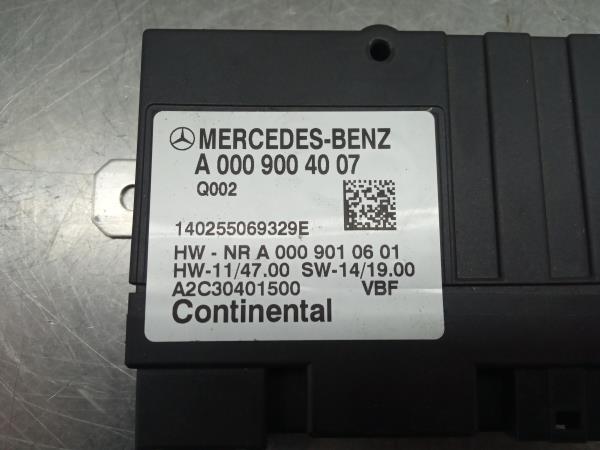 MERCEDES-BENZ
A 000 900 40 07
Q002
140255069329E
HW - NR A 000 901 06 01
HW-11/47.00 SW-14/19.00
A2C30401500 VBF
Continental